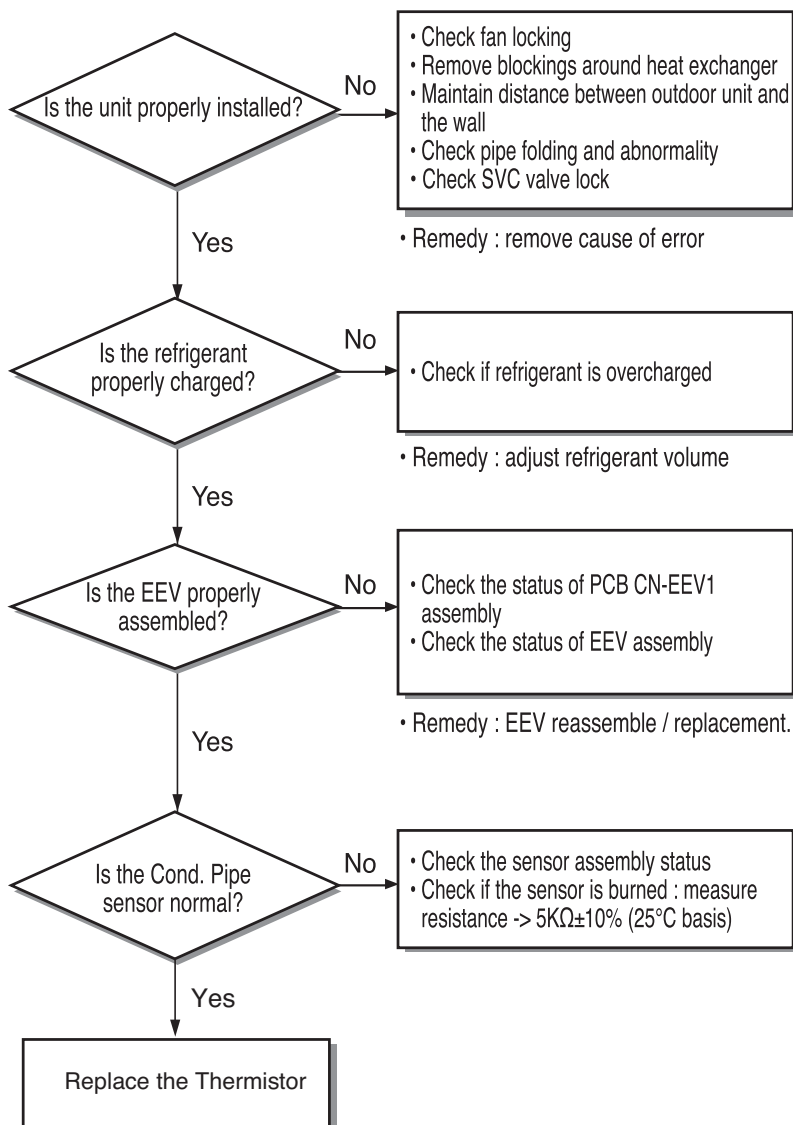 Is the unit properly installed?
No
• Check fan locking
• Remove blockings around heat exchanger
• Maintain distance between outdoor unit and
the wall
• Check pipe folding and abnormality
• Check SVC valve lock
• Remedy : remove cause of error
Yes
Is the refrigerant
properly charged?
No
• Check if refrigerant is overcharged
• Remedy : adjust refrigerant volume
Yes
Is the EEV properly
assembled?
No
• Check the status of PCB CN-EEV1
assembly
• Check the status of EEV assembly
• Remedy : EEV reassemble / replacement.
Yes
Is the Cond. Pipe
sensor normal?
No
• Check the sensor assembly status
• Check if the sensor is burned : measure
resistance -> 5KΩ±10% (25°C basis)
Yes
Replace the Thermistor